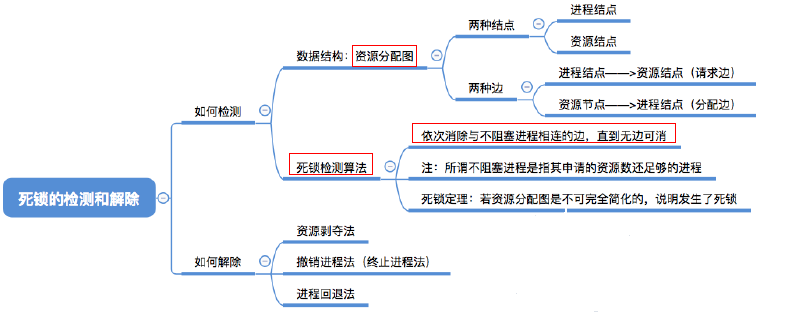 死锁的检测和解除
如何检测
数据结构：资源分配图
两种结点
进程结点
资源结点
两种边
进程结点——>资源结点（请求边）
资源节点——>进程结点（分配边）
死锁检测算法
依次消除与不阻塞进程相连的边，直到无边可消
注：所谓不阻塞进程是指其申请的资源数还足够的进程
死锁定理：若资源分配图是不可完全简化的，说明发生了死锁
如何解除
资源剥夺法
撤销进程法（终止进程法）
进程回退法